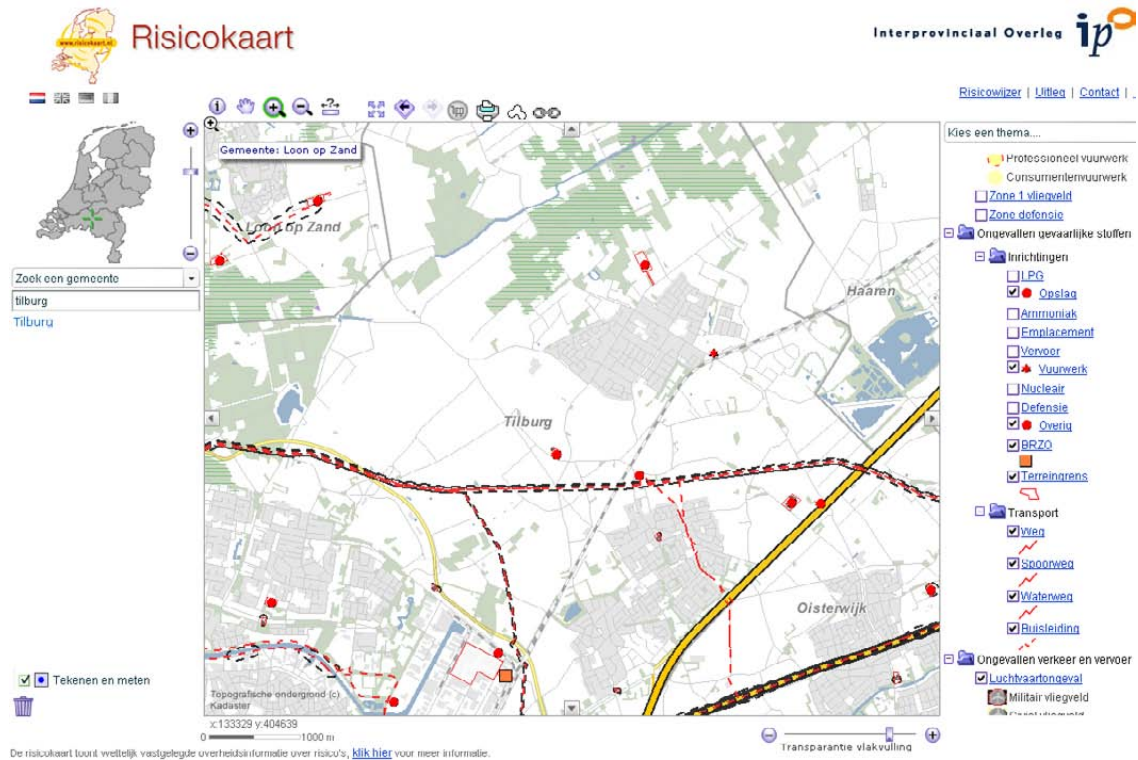 www.risicokaart.nl
Risicokaart
Interprovinciaal Overleg ip
Risicowijzer | Uitleg | Contact |
Zoek een gemeente
tilburg
Tilburg
Tekenen en meten
Gemeente: Loon op Zand
Loon op Zand
Haaren
Tilburg
Oisterwijk
Topografische ondergrond (c)
Kadaster
x:133329 y:404639
0 1000 m
Transparantie vlakvulling
Kies een thema....
Professioneel vuurwerk
Consumentenvuurwerk
Zone 1 vliegveld
Zone defensie
Ongevallen gevaarlijke stoffen
Inrichtingen
LPG
Opslag
Ammoniak
Emplacement
Vervoer
Vuurwerk
Nucleair
Defensie
Overig
BRZO
Terreingrens
Transport
Weg
Spoorweg
Waterweg
Buisleiding
Ongevallen verkeer en vervoer
Luchtvaartongeval
Militair vliegveld
De risicokaart toont wettelijk vastgelegde overheidsinformatie over risico's, klik hier voor meer informatie.